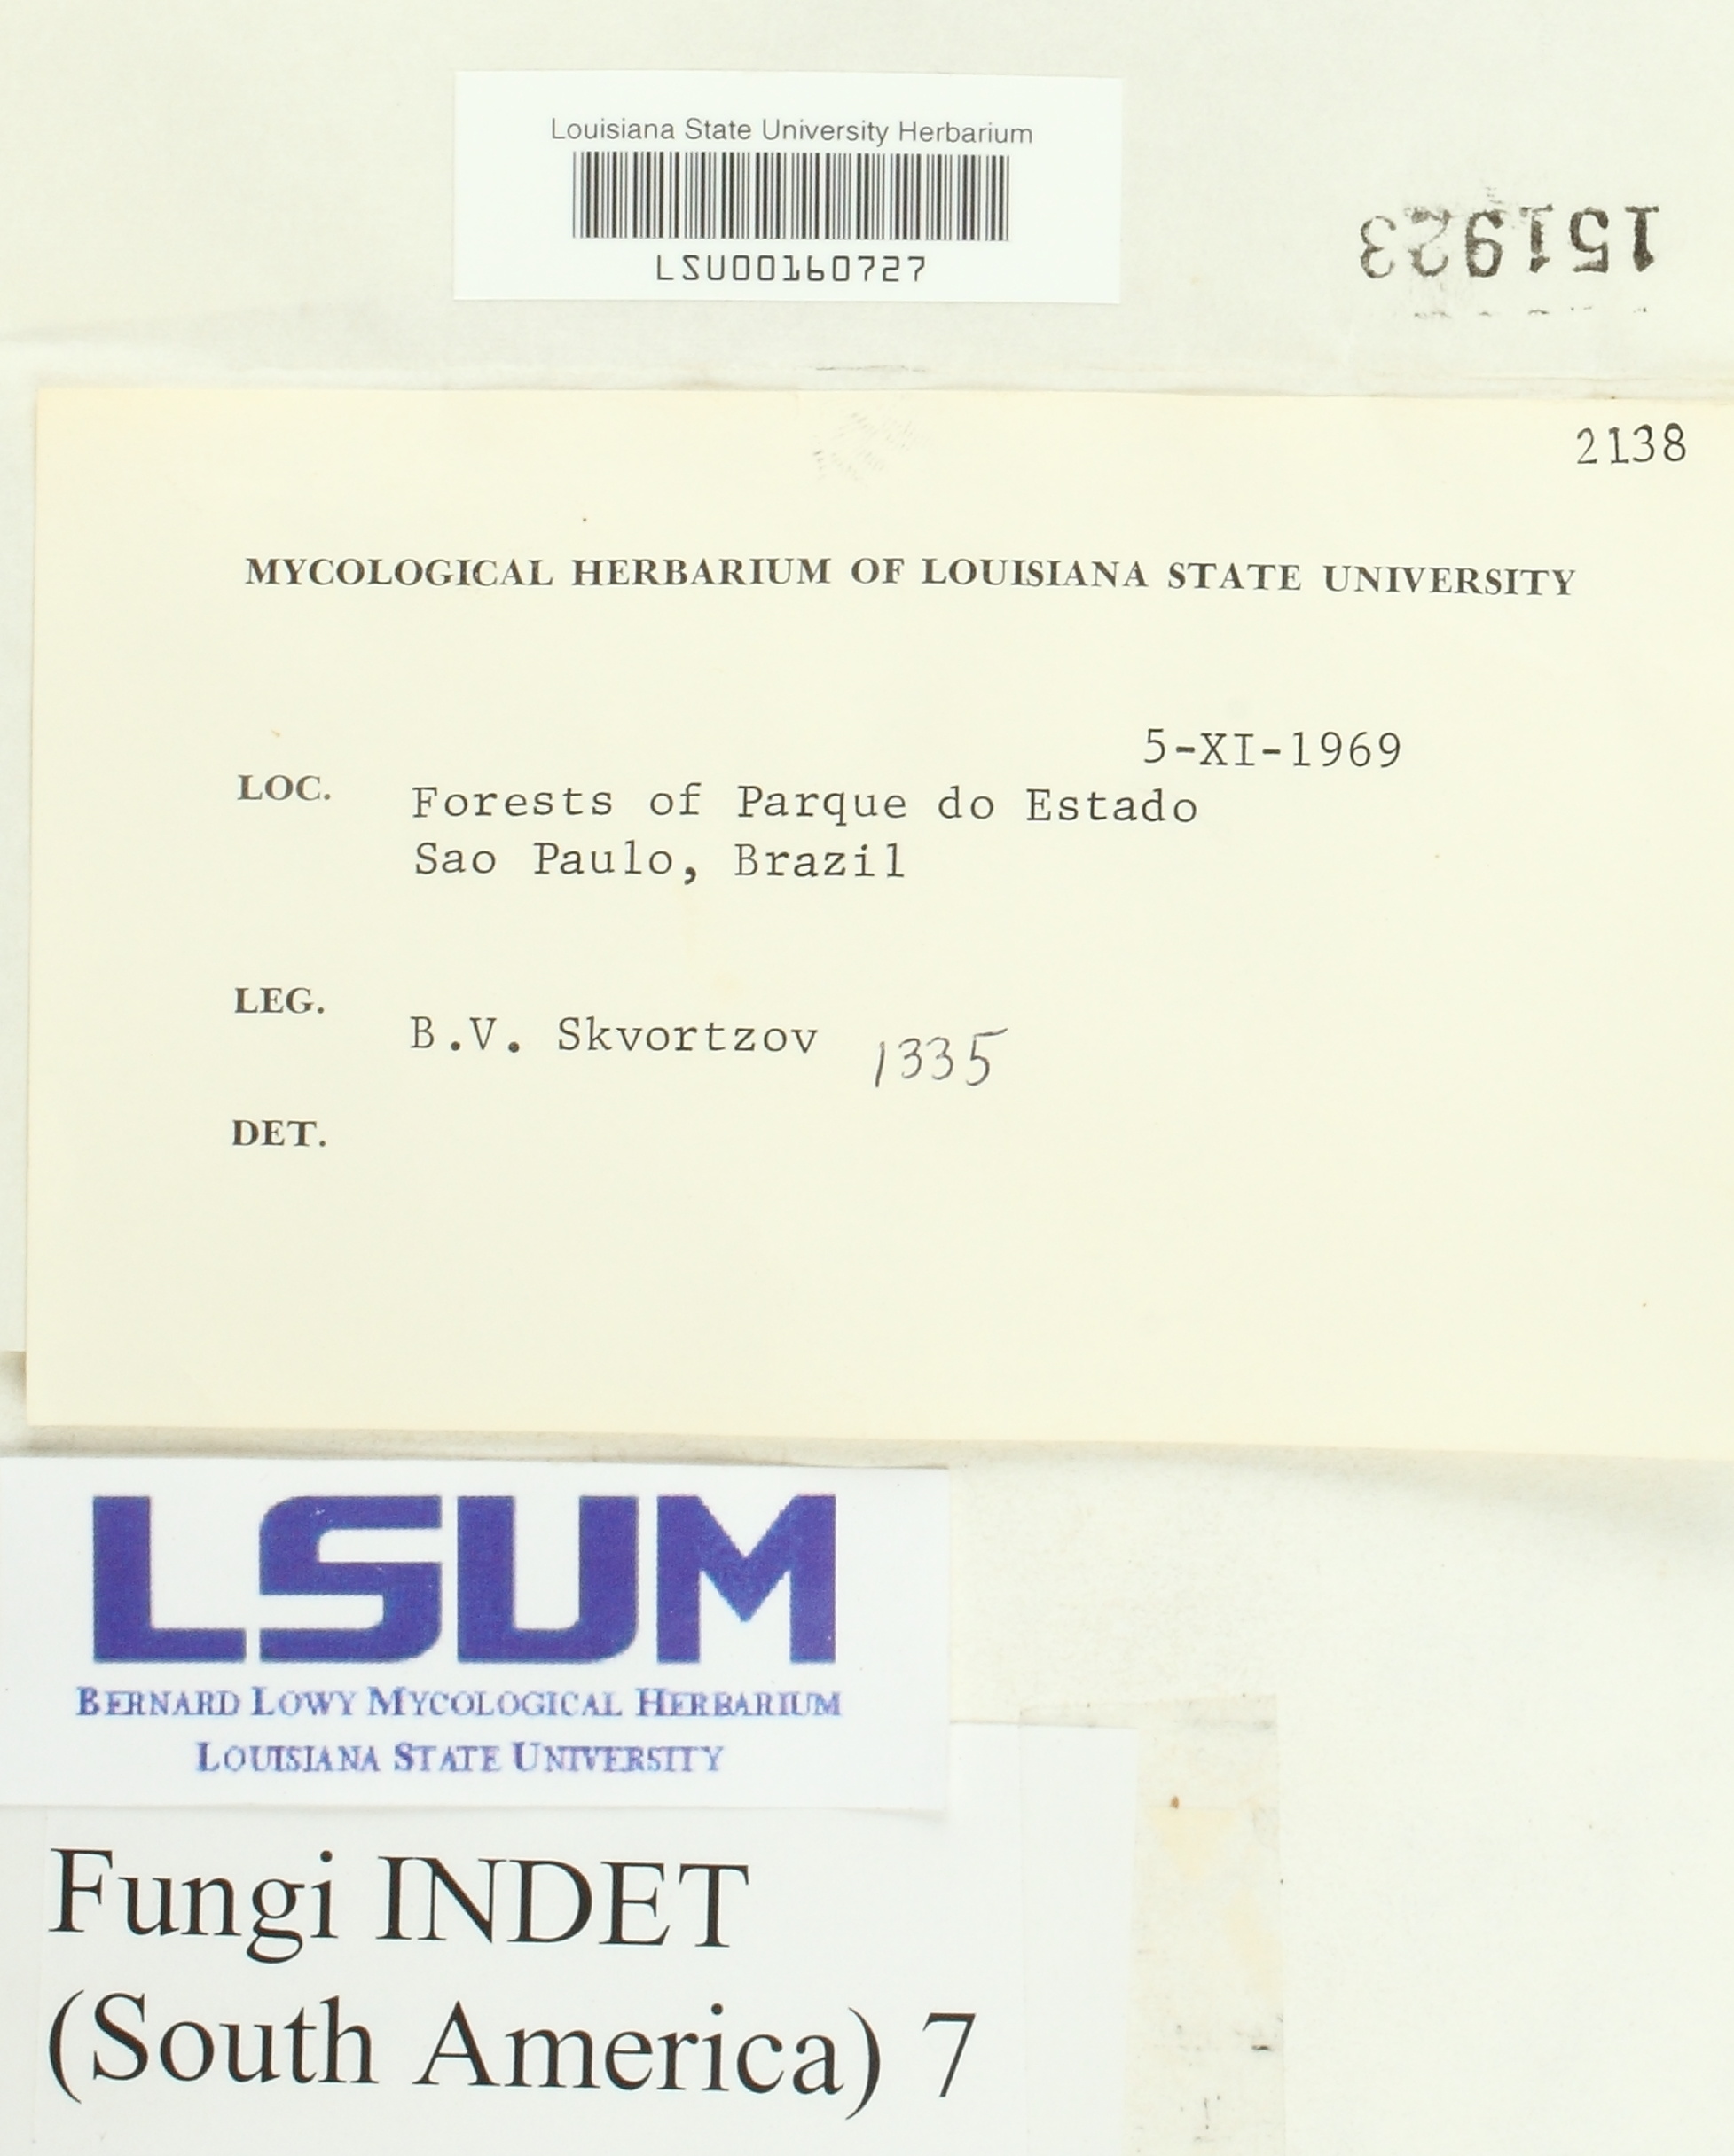 Louisiana State University Herbarium
LSU00160727
151923
2138
MYCOLOGICAL HERBARIUM OF LOUISIANA STATE UNIVERSITY
5-XI-1969
LOC. Forests of Parque do Estado
Sao Paulo, Brazil
LEG. B.V. Skvortzov 1335
DET.
LSUM
BERNARD LOWY MYCOLOGICAL HERBARIUM
LOUISIANA STATE UNIVERSITY
Fungi INDET
(South America) 7